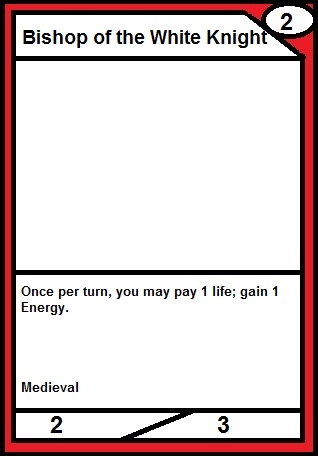 Bishop of the White Knight
2
Once per turn, you may pay 1 life; gain 1
Energy.
Medieval
2
3